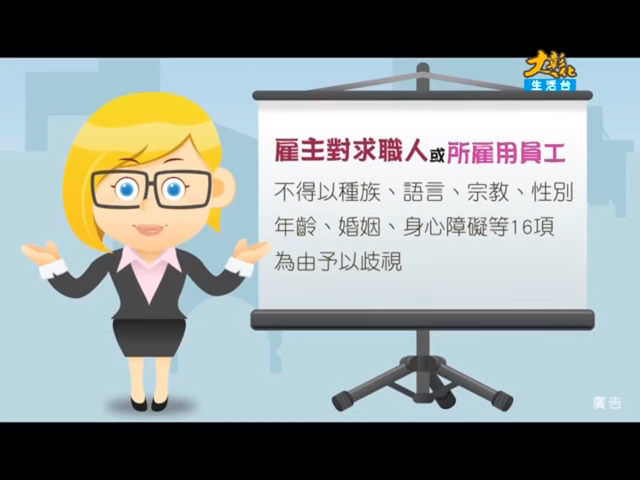 大彰化
生活台
雇主對求職人或所雇用員工
不得以種族、語言、宗教、性別
年齡、婚姻、身心障礙等16項
為由予以歧視
廣告